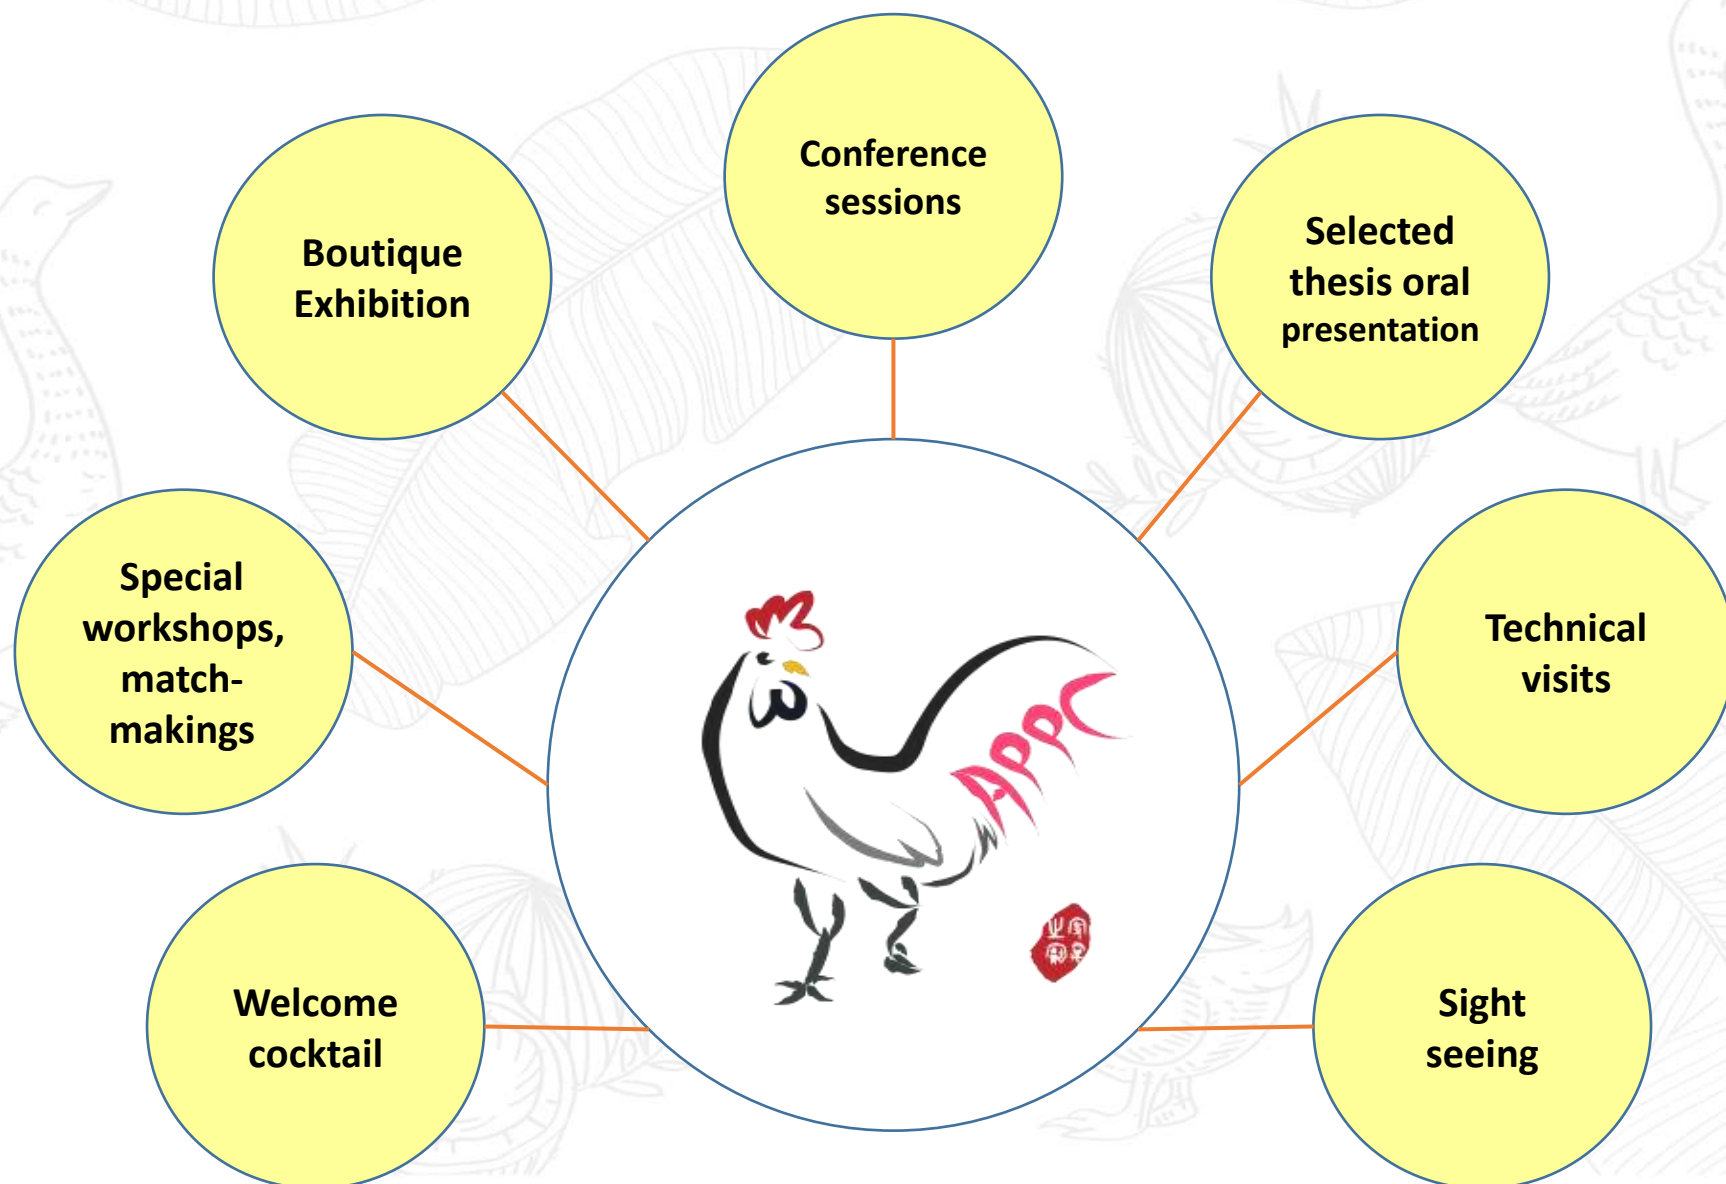 Conference
sessions
Boutique
Exhibition
Selected
thesis oral
presentation
Special
workshops,
match-
makings
Technical
visits
APPC
Welcome
cocktail
Sight
seeing